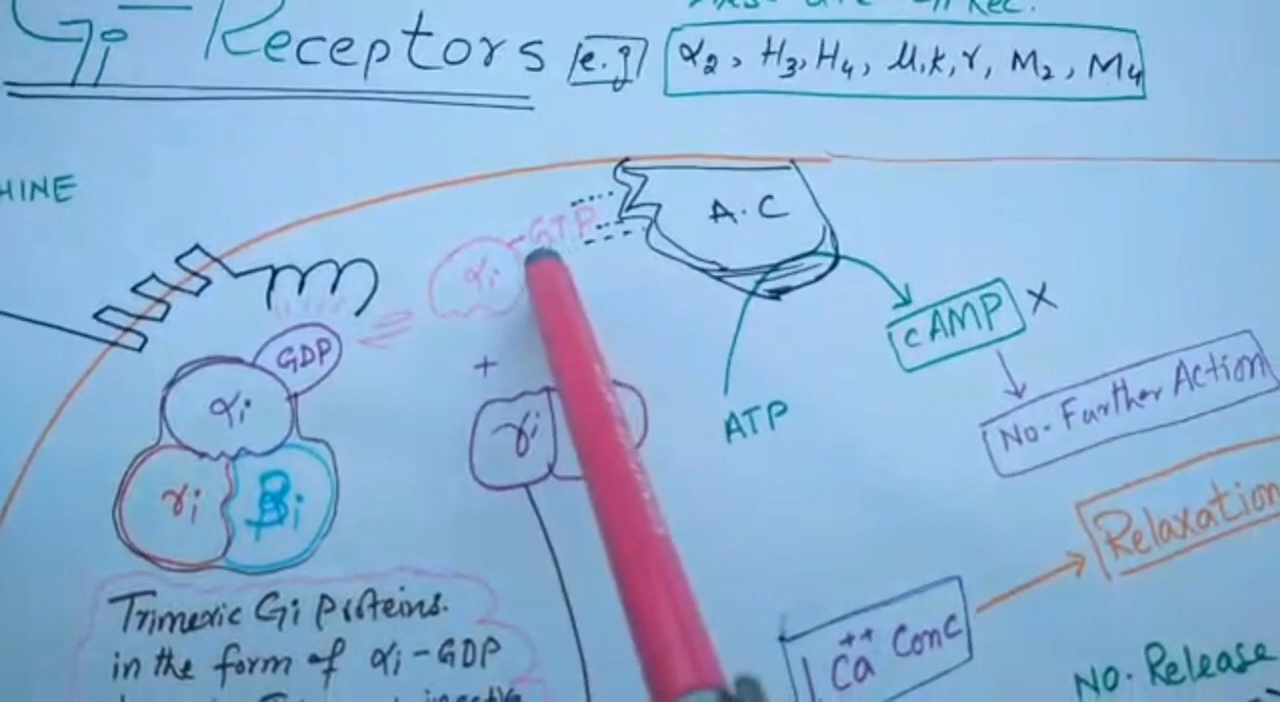 Gi - Receptors e.g α2, H3, H4, μ, κ, γ, M2, M4
HINE
A.C
αi - GTP
GDP
cAMP X
αi
+
No. Further Action
γi
ATP
γi βi
Relaxation
Trimeric Gi Proteins.
Ca++ Conc
in the form of αi - GDP
No. Release